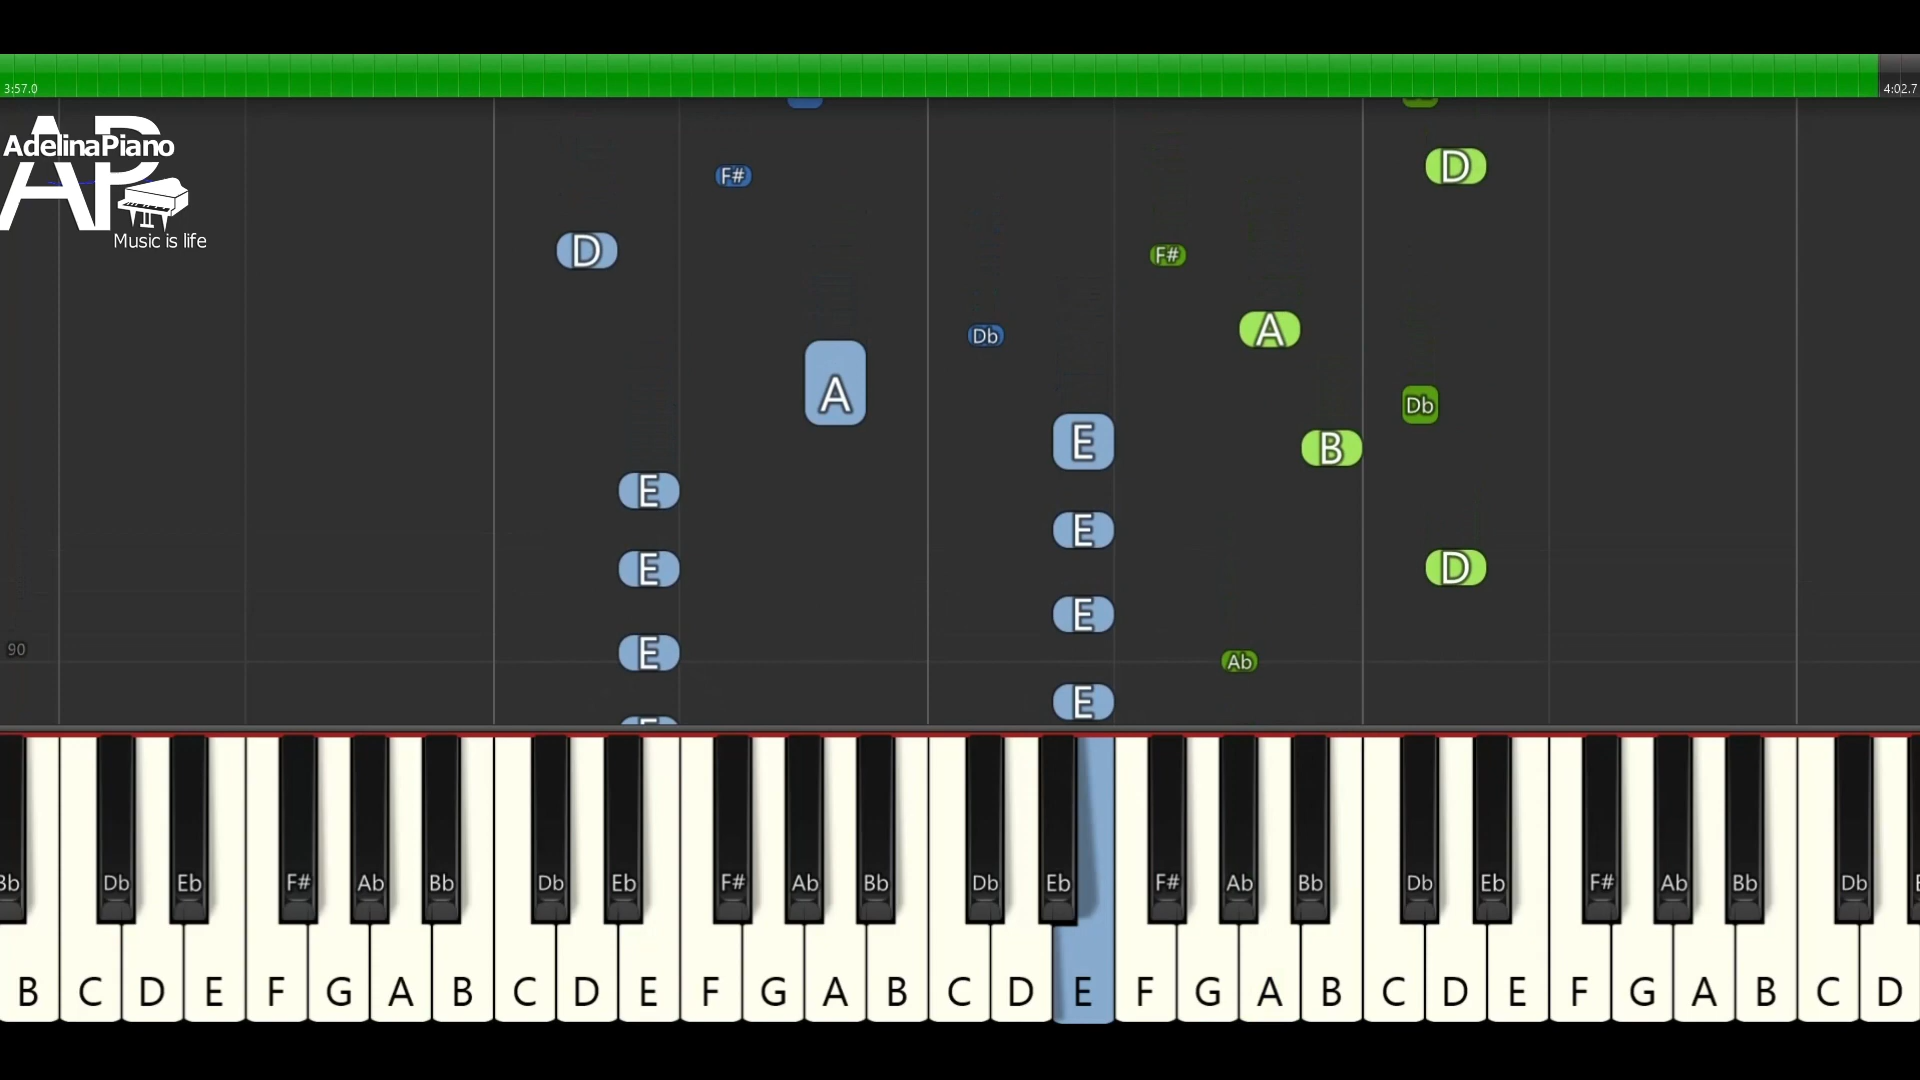 3:57.0
4:02.7
AP
AdelinaPiano
Music is life
D
F#
D
F#
A
Db
A
Db
E
B
E
E
E
D
E
E
90
E
Ab
E
E
Db Eb F# Ab Bb Db Eb F# Ab Bb Db Eb F# Ab Bb Db Eb F# Ab Bb Db
B C D E F G A B C D E F G A B C D E F G A B C D E F G A B C D